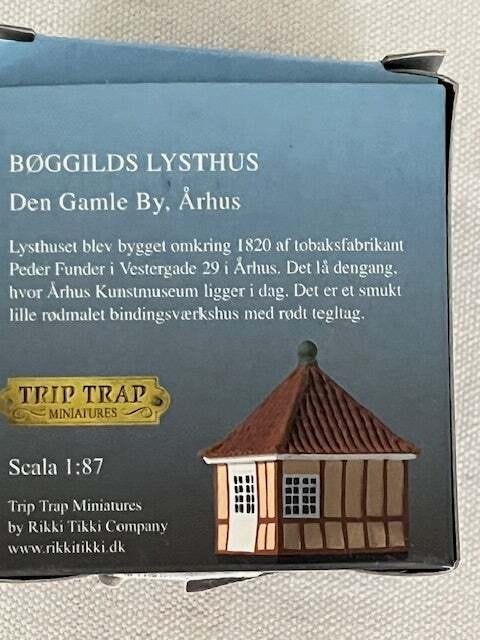 BØGGILDS LYSTHUS
Den Gamle By, Århus
Lysthuset blev bygget omkring 1820 af tobaksfabrikant
Peder Funder i Vestergade 29 i Århus. Det lå dengang,
hvor Århus Kunstmuseum ligger i dag. Det er et smukt
lille rødmalet bindingsværkshus med rødt tegltag.
TRIP TRAP
MINIATURES
Scala 1:87
Trip Trap Miniatures
by Rikki Tikki Company
www.rikkitikki.dk